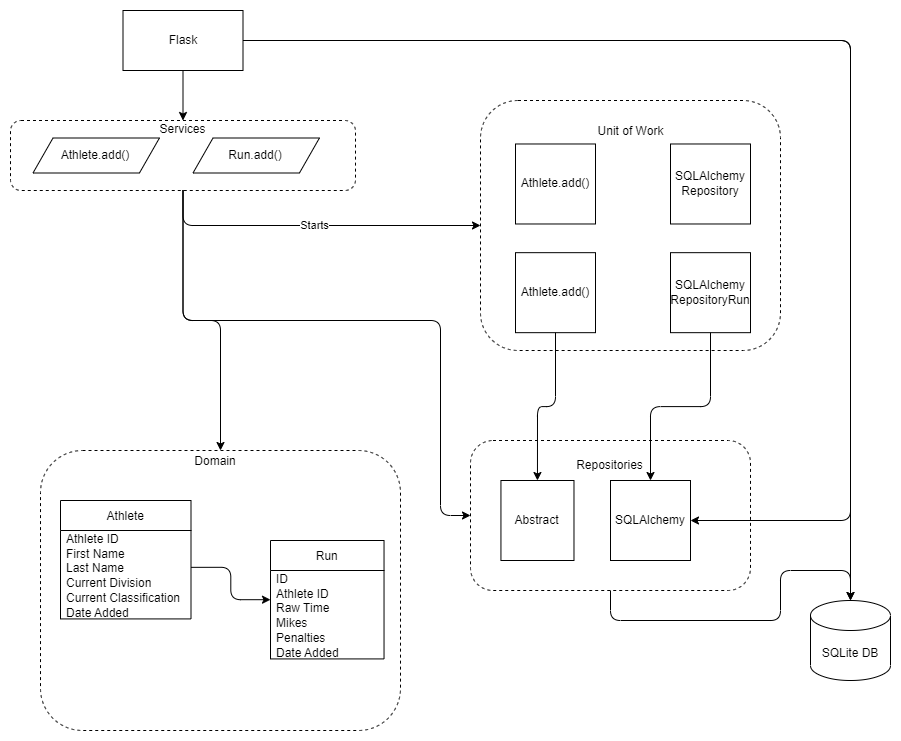 Flask
Services
Athlete.add()
Run.add()
Unit of Work
Athlete.add()
SQLAlchemy
Repository
Starts
Athlete.add()
SQLAlchemy
RepositoryRun
Domain
Repositories
Athlete
Athlete ID
First Name
Last Name
Current Division
Current Classification
Date Added
Run
ID
Athlete ID
Raw Time
Mikes
Penalties
Date Added
Abstract
SQLAlchemy
SQLite DB